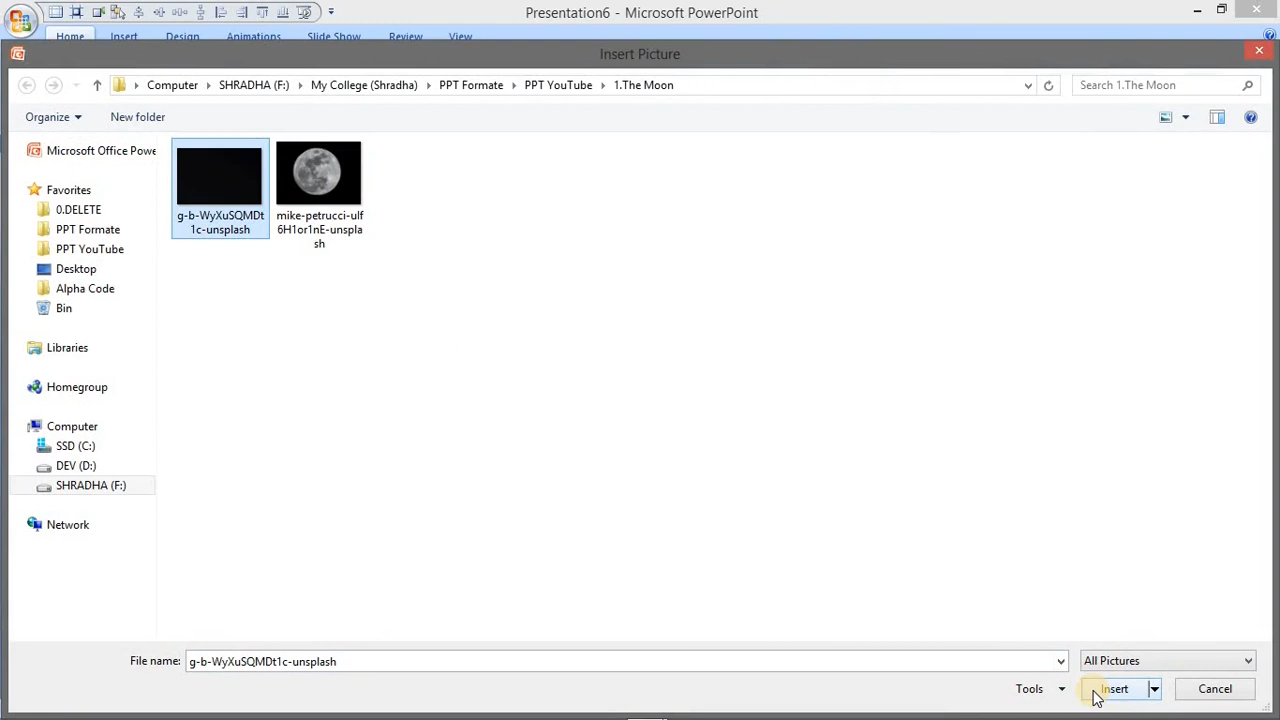 Presentation6 - Microsoft PowerPoint
Home Insert Design Animations Slide Show Review View
Insert Picture
Computer SHRADHA (F:) My College (Shradha) PPT Formate PPT YouTube 1.The Moon
Search 1.The Moon
Organize New folder
Microsoft Office Powe
Favorites
0.DELETE
PPT Formate
PPT YouTube
Desktop
Alpha Code
Bin
Libraries
Homegroup
Computer
SSD (C:)
DEV (D:)
SHRADHA (F:)
Network
g-b-WyXuSQMDt
1c-unsplash
mike-petrucci-ulf
6H1or1nE-unspla
sh
File name: g-b-WyXuSQMDt1c-unsplash
All Pictures
Tools Insert Cancel